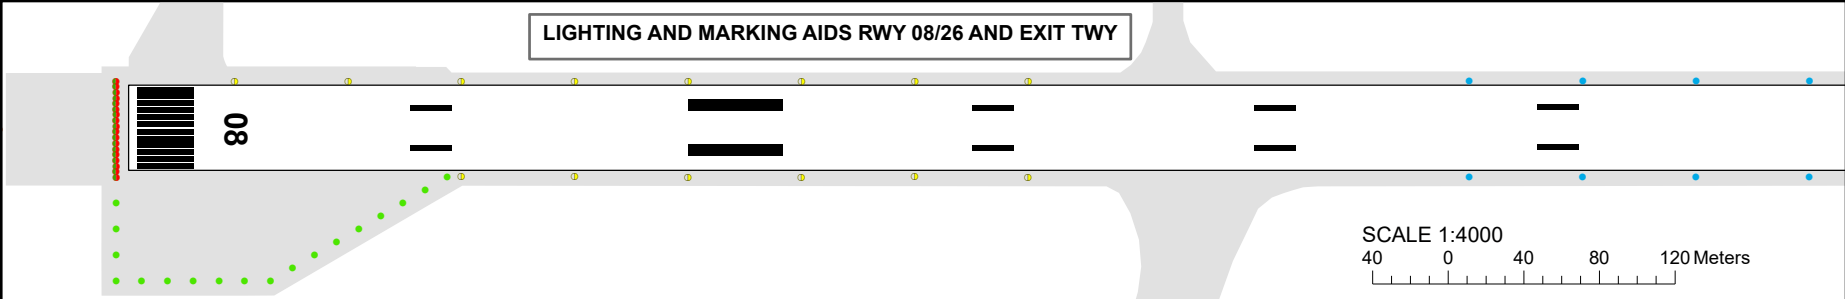 LIGHTING AND MARKING AIDS RWY 08/26 AND EXIT TWY
08
SCALE 1:4000
40 0 40 80 120 Meters